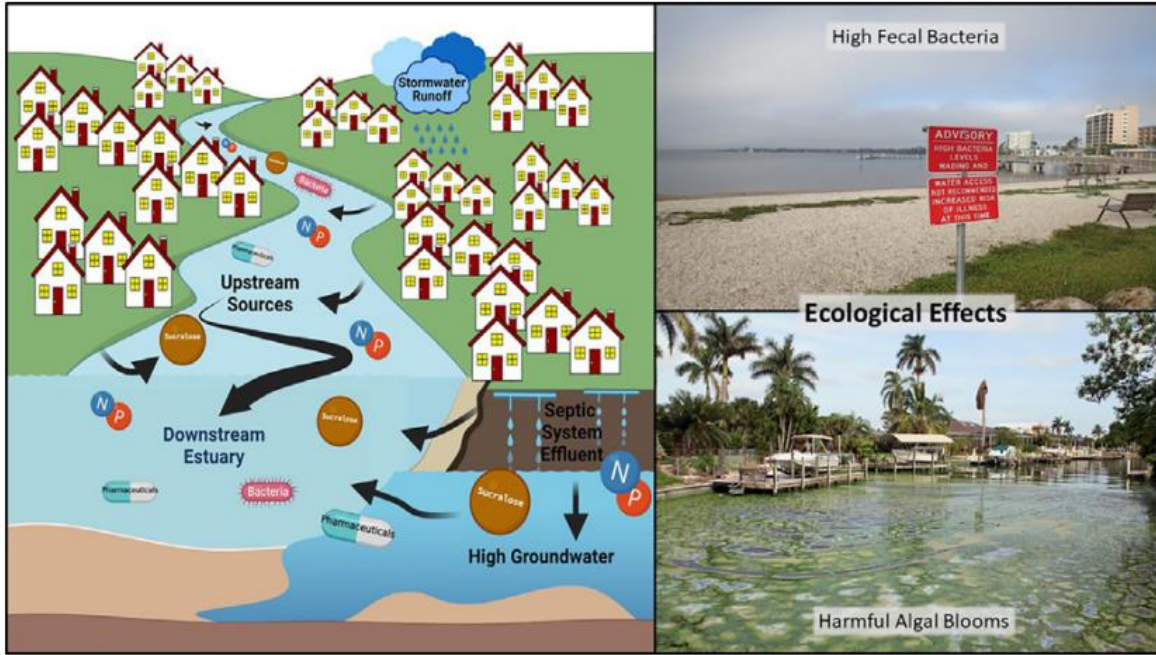 Stormwater
Runoff
N
P
Sucralose
Bacteria
N
P
Pharmaceuticals
Upstream
Sources
Sucralose
N
P
N
P
Sucralose
Downstream
Estuary
Septic
System
Effluent
N
P
Pharmaceuticals
Bacteria
Sucralose
Pharmaceuticals
High Groundwater
High Fecal Bacteria
ADVISORY
HIGH BACTERIA
LEVELS
WADING AND
WATER ACCESS
NOT RECOMMENDED
INCREASED RISK
OF ILLNESS
AT THIS TIME
Ecological Effects
Harmful Algal Blooms